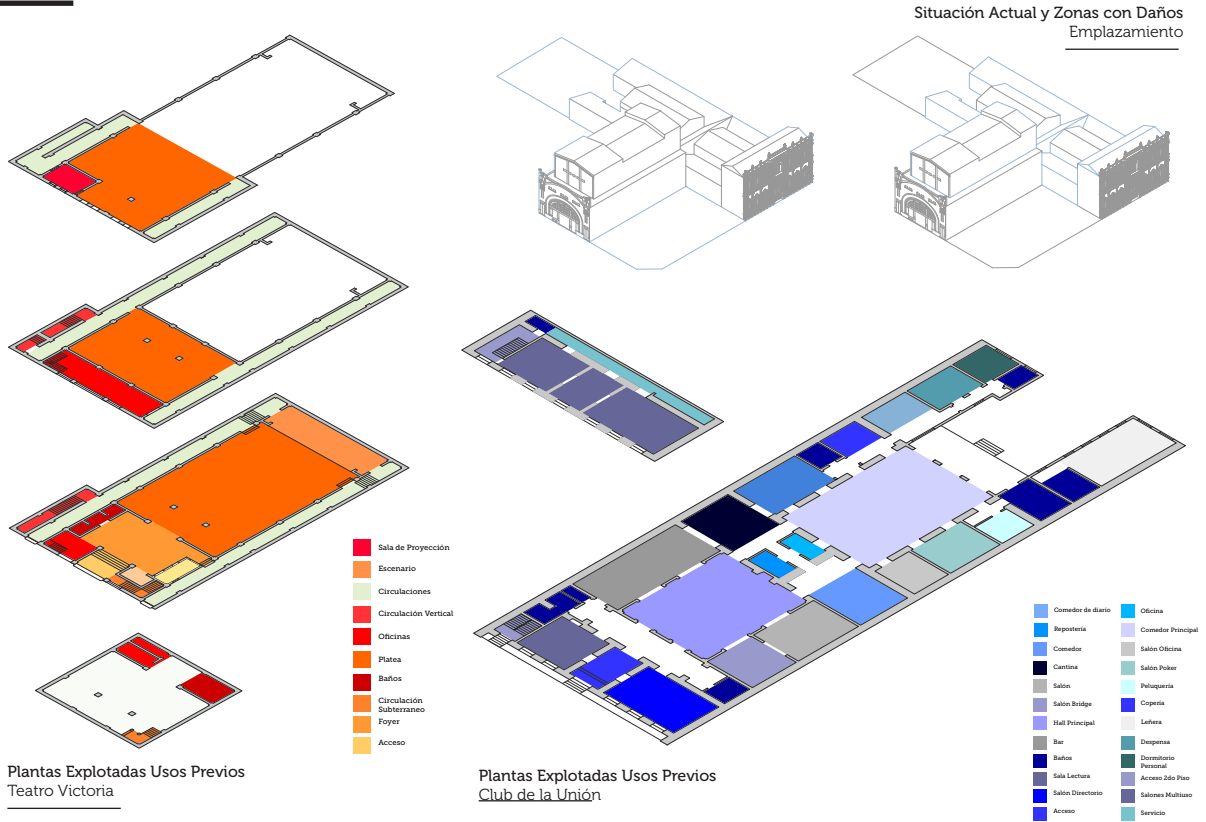 Situación Actual y Zonas con Daños
Emplazamiento
Sala de Proyección
Escenario
Circulaciones
Circulación Vertical
Oficinas
Platea
Baños
Circulación
Subterraneo
Foyer
Acceso
Plantas Explotadas Usos Previos
Teatro Victoria
Plantas Explotadas Usos Previos
Club de la Unión
Comedor de diario
Repostería
Comedor
Cantina
Salón
Salón Bridge
Hall Principal
Bar
Baños
Sala Lectura
Salón Directorio
Acceso
Oficina
Comedor Principal
Salón Oficina
Salón Poker
Peluquería
Coperia
Leñera
Despensa
Dormitorio
Personal
Acceso 2do Piso
Salones Multiuso
Servicio